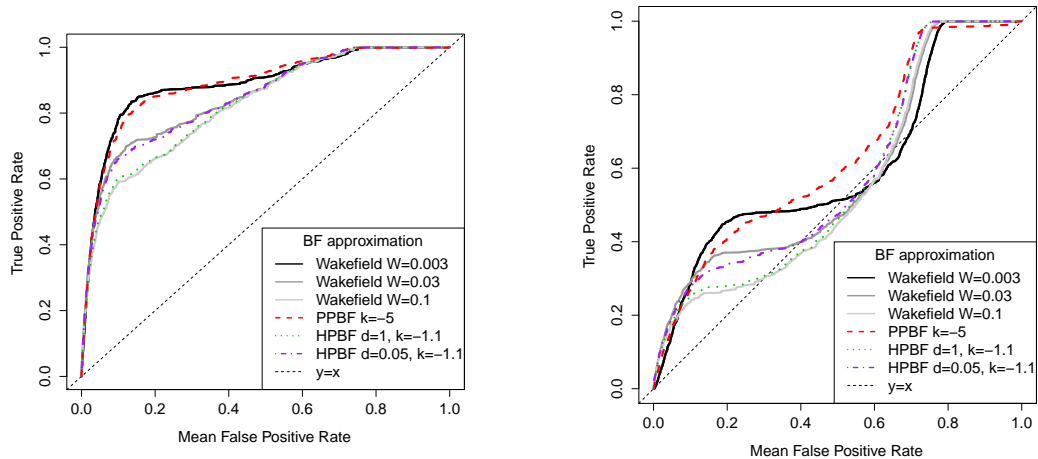 True Positive Rate
1.0
0.8
0.6
0.4
0.2
0.0
0.0 0.2 0.4 0.6 0.8 1.0
Mean False Positive Rate
BF approximation
Wakefield W=0.003
Wakefield W=0.03
Wakefield W=0.1
PPBF k=−5
HPBF d=1, k=−1.1
HPBF d=0.05, k=−1.1
y=x
True Positive Rate
1.0
0.8
0.6
0.4
0.2
0.0
0.0 0.2 0.4 0.6 0.8 1.0
Mean False Positive Rate
BF approximation
Wakefield W=0.003
Wakefield W=0.03
Wakefield W=0.1
PPBF k=−5
HPBF d=1, k=−1.1
HPBF d=0.05, k=−1.1
y=x